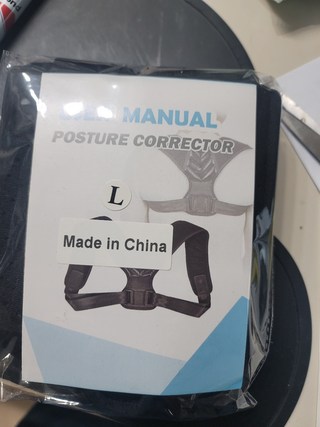 MANUAL
POSTURE CORRECTOR
L
Made in China